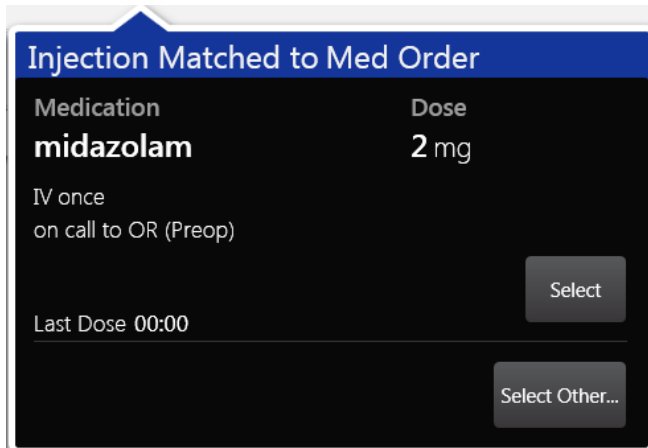 Injection Matched to Med Order
Medication Dose
midazolam 2 mg
IV once
on call to OR (Preop)
Select
Last Dose 00:00
Select Other...